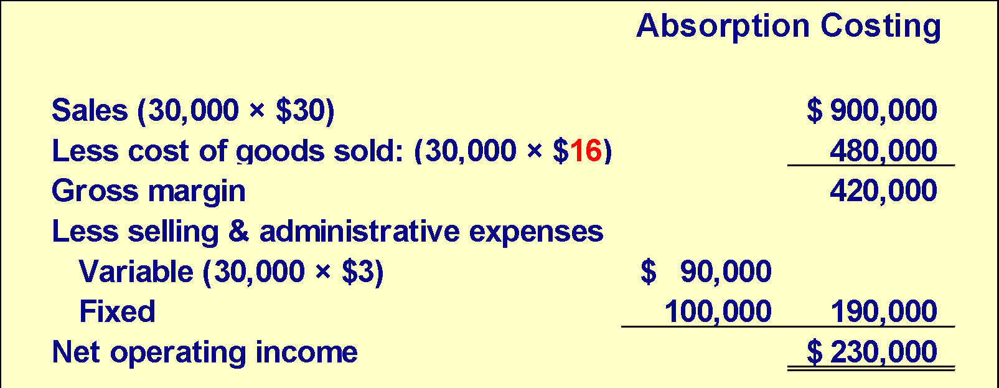 Absorption Costing
Sales (30,000 × $30) $ 900,000
Less cost of goods sold: (30,000 × $16) 480,000
Gross margin 420,000
Less selling & administrative expenses
Variable (30,000 × $3) $ 90,000
Fixed 100,000 190,000
Net operating income $ 230,000